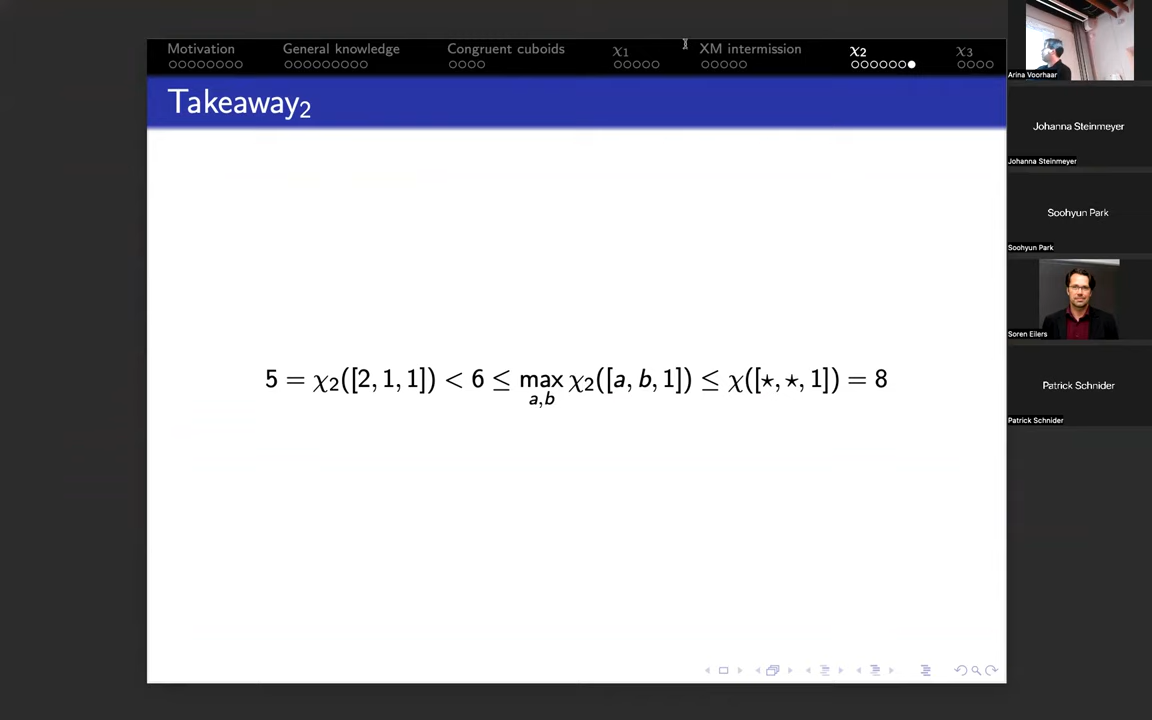 Motivation General knowledge Congruent cuboids χ1 XM intermission χ2 χ3
Takeaway2
5 = χ2([2, 1, 1]) < 6 ≤ max χ2([a, b, 1]) ≤ χ([⋆, ⋆, 1]) = 8
a,b
Arina Voorhaar
Johanna Steinmeyer
Johanna Steinmeyer
Soohyun Park
Soohyun Park
Soren Eilers
Patrick Schnider
Patrick Schnider